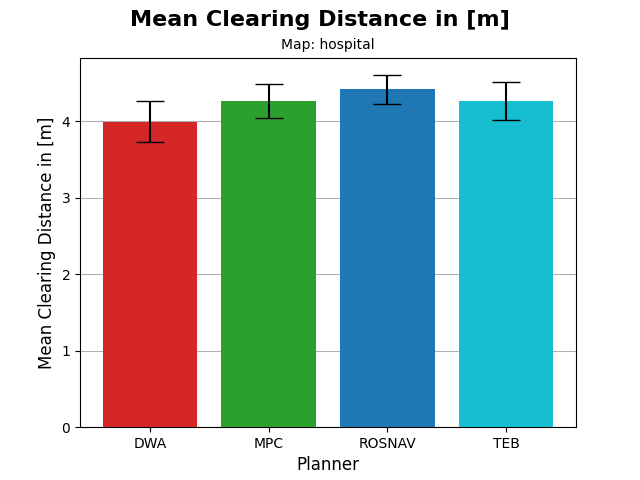 Mean Clearing Distance in [m]
Map: hospital
Mean Clearing Distance in [m]
4
3
2
1
0
DWA MPC ROSNAV TEB
Planner